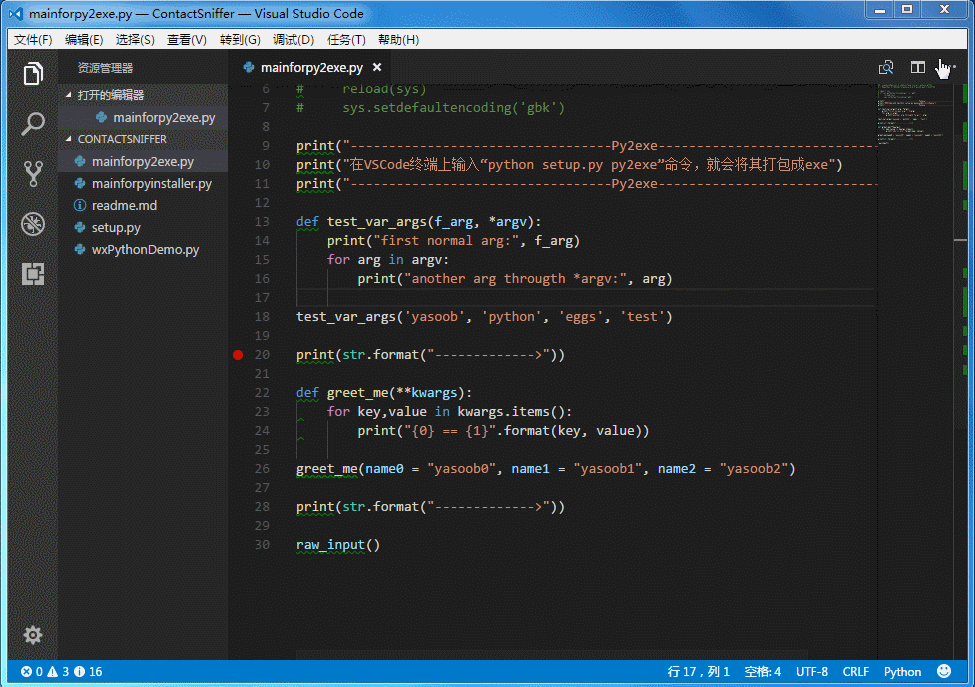 mainforpy2exe.py — ContactSniffer — Visual Studio Code
文件(F) 编辑(E) 选择(S) 查看(V) 转到(G) 调试(D) 任务(T) 帮助(H)
资源管理器
打开的编辑器
mainforpy2exe.py
CONTACTSNIFFER
mainforpy2exe.py
mainforpyinstaller.py
readme.md
setup.py
wxPythonDemo.py
mainforpy2exe.py
6 # reload(sys)
7 # sys.setdefaultencoding('gbk')
8
9 print("----------------------------------Py2exe-----------------------------
10 print("在VSCode终端上输入“python setup.py py2exe”命令，就会将其打包成exe")
11 print("----------------------------------Py2exe-----------------------------
12
13 def test_var_args(f_arg, *argv):
14 print("first normal arg:", f_arg)
15 for arg in argv:
16 print("another arg througth *argv:", arg)
17
18 test_var_args('yasoob', 'python', 'eggs', 'test')
19
20 print(str.format("------------->"))
21
22 def greet_me(**kwargs):
23 for key,value in kwargs.items():
24 print("{0} == {1}".format(key, value))
25
26 greet_me(name0 = "yasoob0", name1 = "yasoob1", name2 = "yasoob2")
27
28 print(str.format("------------->"))
29
30 raw_input()
0 3 16 行 17，列 1 空格: 4 UTF-8 CRLF Python